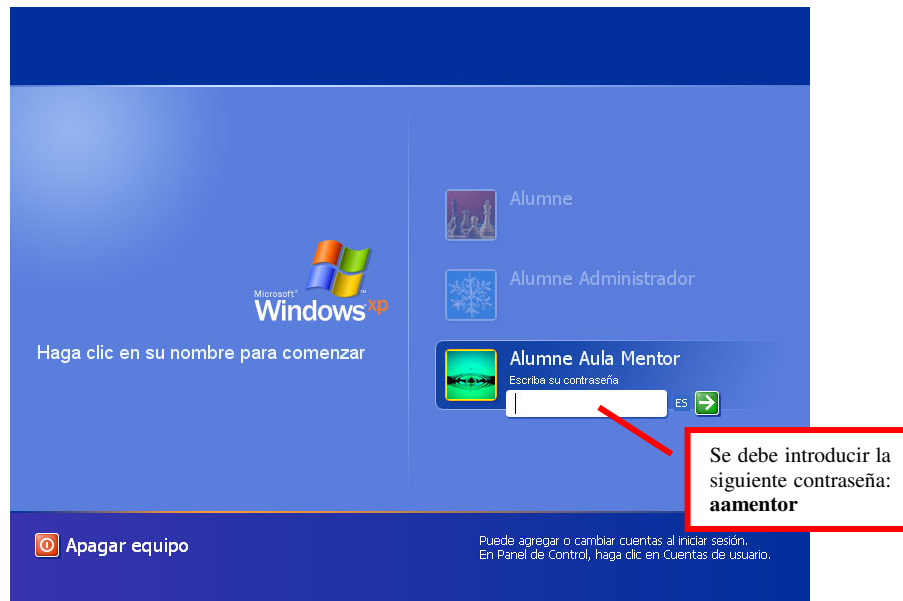 Alumne
Alumne Administrador
Microsoft®
Windows xp
Haga clic en su nombre para comenzar
Alumne Aula Mentor
Escriba su contraseña
ES
Se debe introducir la
siguiente contraseña:
aamentor
Apagar equipo
Puede agregar o cambiar cuentas al iniciar sesión.
En Panel de Control, haga clic en Cuentas de usuario.